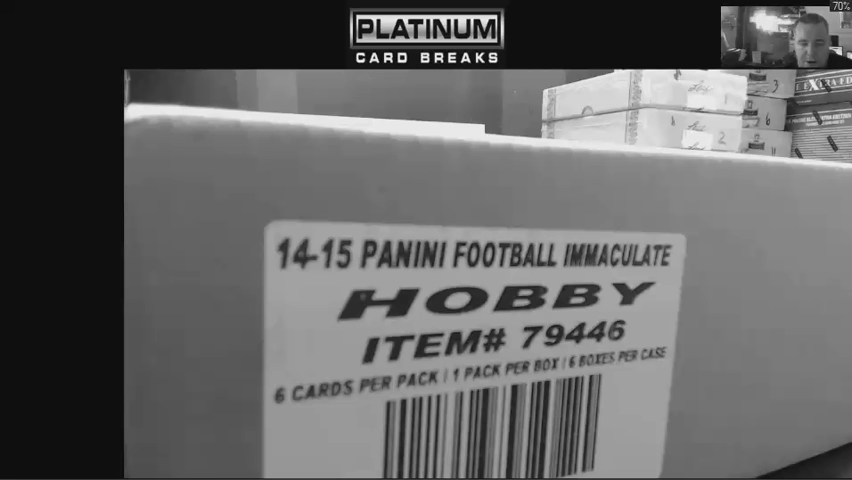 PLATINUM
CARD BREAKS
70%
14-15 PANINI FOOTBALL IMMACULATE
HOBBY
ITEM# 79446
6 CARDS PER PACK | 1 PACK PER BOX | 6 BOXES PER CASE